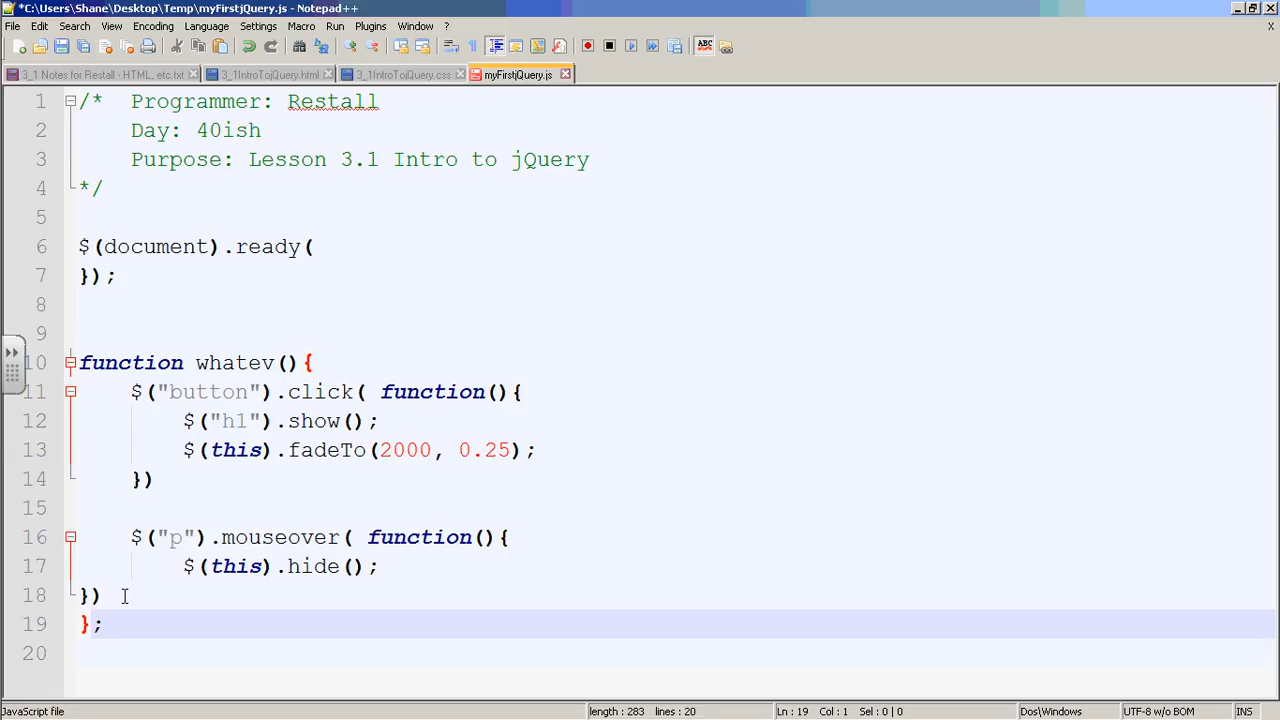 *C:\Users\Shane\Desktop\Temp\myFirstjQuery.js - Notepad++
File Edit Search View Encoding Language Settings Macro Run Plugins Window ? X
3_1 Notes for Restall - HTML, etc.txt 3_1IntroTojQuery.html 3_1IntroTojQuery.css myFirstjQuery.js
1 /* Programmer: Restall
2 Day: 40ish
3 Purpose: Lesson 3.1 Intro to jQuery
4 */
5
6 $(document).ready(
7 });
8
9
10 function whatev(){
11 $("button").click( function(){
12 $("h1").show();
13 $(this).fadeTo(2000, 0.25);
14 })
15
16 $("p").mouseover( function(){
17 $(this).hide();
18 })
19 };
20
JavaScript file length : 283 lines : 20 Ln : 19 Col : 1 Sel : 0 | 0 Dos\Windows UTF-8 w/o BOM INS